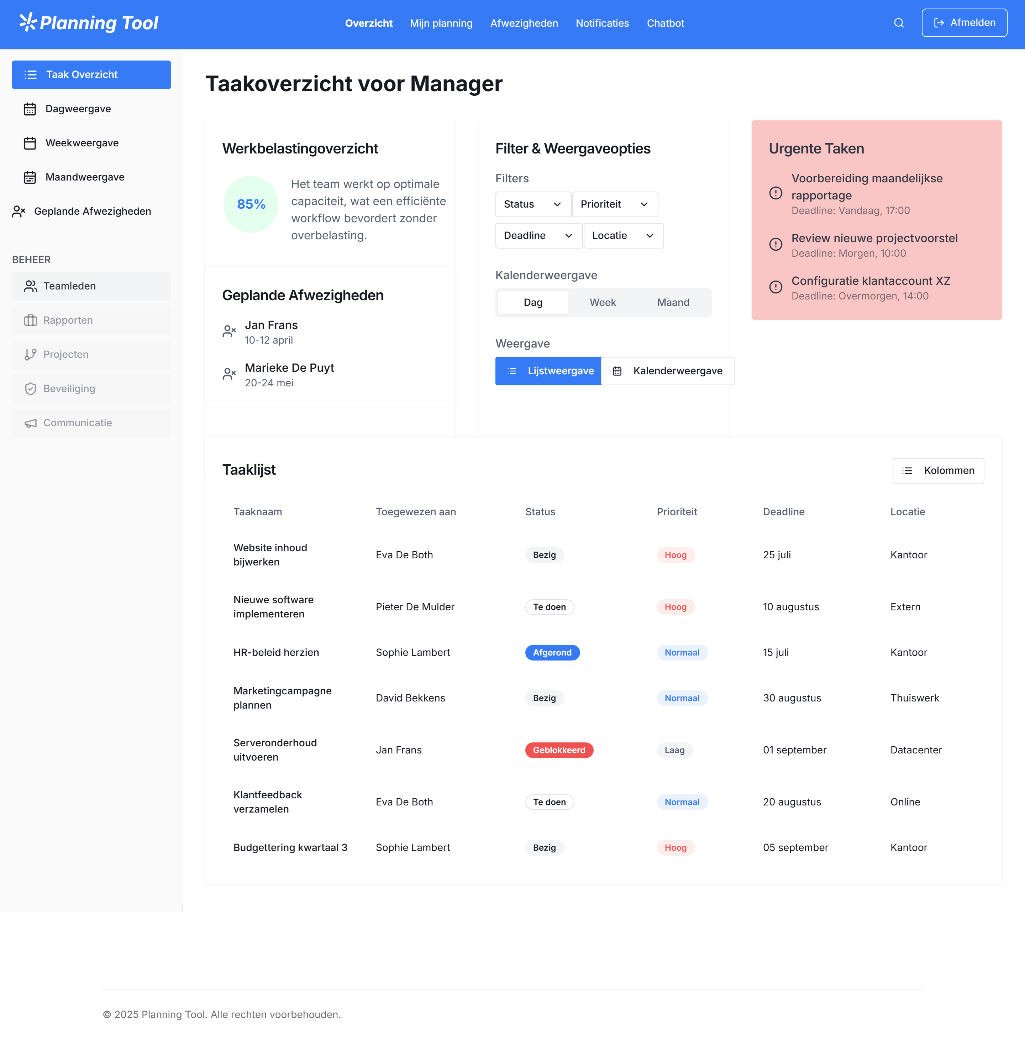 Planning Tool
Overzicht
Mijn planning
Afwezigheden
Notificaties
Chatbot
Afmelden
Taak Overzicht
Dagweergave
Weekweergave
Maandweergave
Geplande Afwezigheden
BEHEER
Teamleden
Rapporten
Projecten
Beveiliging
Communicatie
Taakoverzicht voor Manager
Werkbelastingoverzicht
85%
Het team werkt op optimale
capaciteit, wat een efficiënte
workflow bevordert zonder
overbelasting.
Geplande Afwezigheden
Jan Frans
10-12 april
Marieke De Puyt
20-24 mei
Filter & Weergaveopties
Filters
Status
Prioriteit
Deadline
Locatie
Kalenderweergave
Dag
Week
Maand
Weergave
Lijstweergave
Kalenderweergave
Urgente Taken
Voorbereiding maandelijkse
rapportage
Deadline: Vandaag, 17:00
Review nieuwe projectvoorstel
Deadline: Morgen, 10:00
Configuratie klantaccount XZ
Deadline: Overmorgen, 14:00
Taaklijst
Kolommen
Taaknaam Toegewezen aan Status Prioriteit Deadline Locatie
Website inhoud
bijwerken
Eva De Both Bezig Hoog 25 juli Kantoor
Nieuwe software
implementeren
Pieter De Mulder Te doen Hoog 10 augustus Extern
HR-beleid herzien Sophie Lambert Afgerond Normaal 15 juli Kantoor
Marketingcampagne
plannen
David Bekkens Bezig Normaal 30 augustus Thuiswerk
Serveronderhoud
uitvoeren
Jan Frans Geblokkeerd Laag 01 september Datacenter
Klantfeedback
verzamelen
Eva De Both Te doen Normaal 20 augustus Online
Budgettering kwartaal 3 Sophie Lambert Bezig Hoog 05 september Kantoor
© 2025 Planning Tool. Alle rechten voorbehouden.